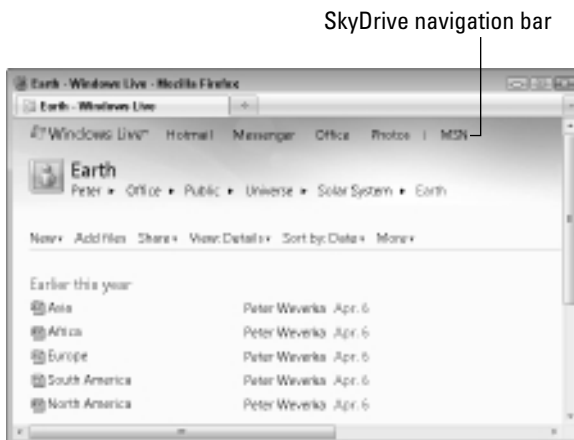 SkyDrive navigation bar
Earth - Windows Live - Mozilla Firefox
Earth - Windows Live
Windows Live™ Hotmail Messenger Office Photos | MSN
Earth
Peter ▸ Office ▸ Public ▸ Universe ▸ Solar System ▸ Earth
New▾ Add files Share▾ View: Details▾ Sort by: Date▾ More▾
Earlier this year
Asia Peter Weverka Apr. 6
Africa Peter Weverka Apr. 6
Europe Peter Weverka Apr. 6
South America Peter Weverka Apr. 6
North America Peter Weverka Apr. 6